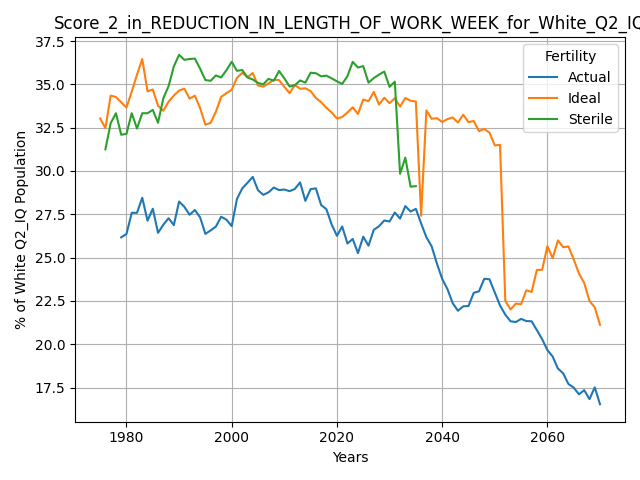 Score_2_in_REDUCTION_IN_LENGTH_OF_WORK_WEEK_for_White_Q2_IQ
37.5
35.0
32.5
30.0
27.5
25.0
22.5
20.0
17.5
% of White Q2_IQ Population
Fertility
Actual
Ideal
Sterile
1980
2000
2020
2040
2060
Years